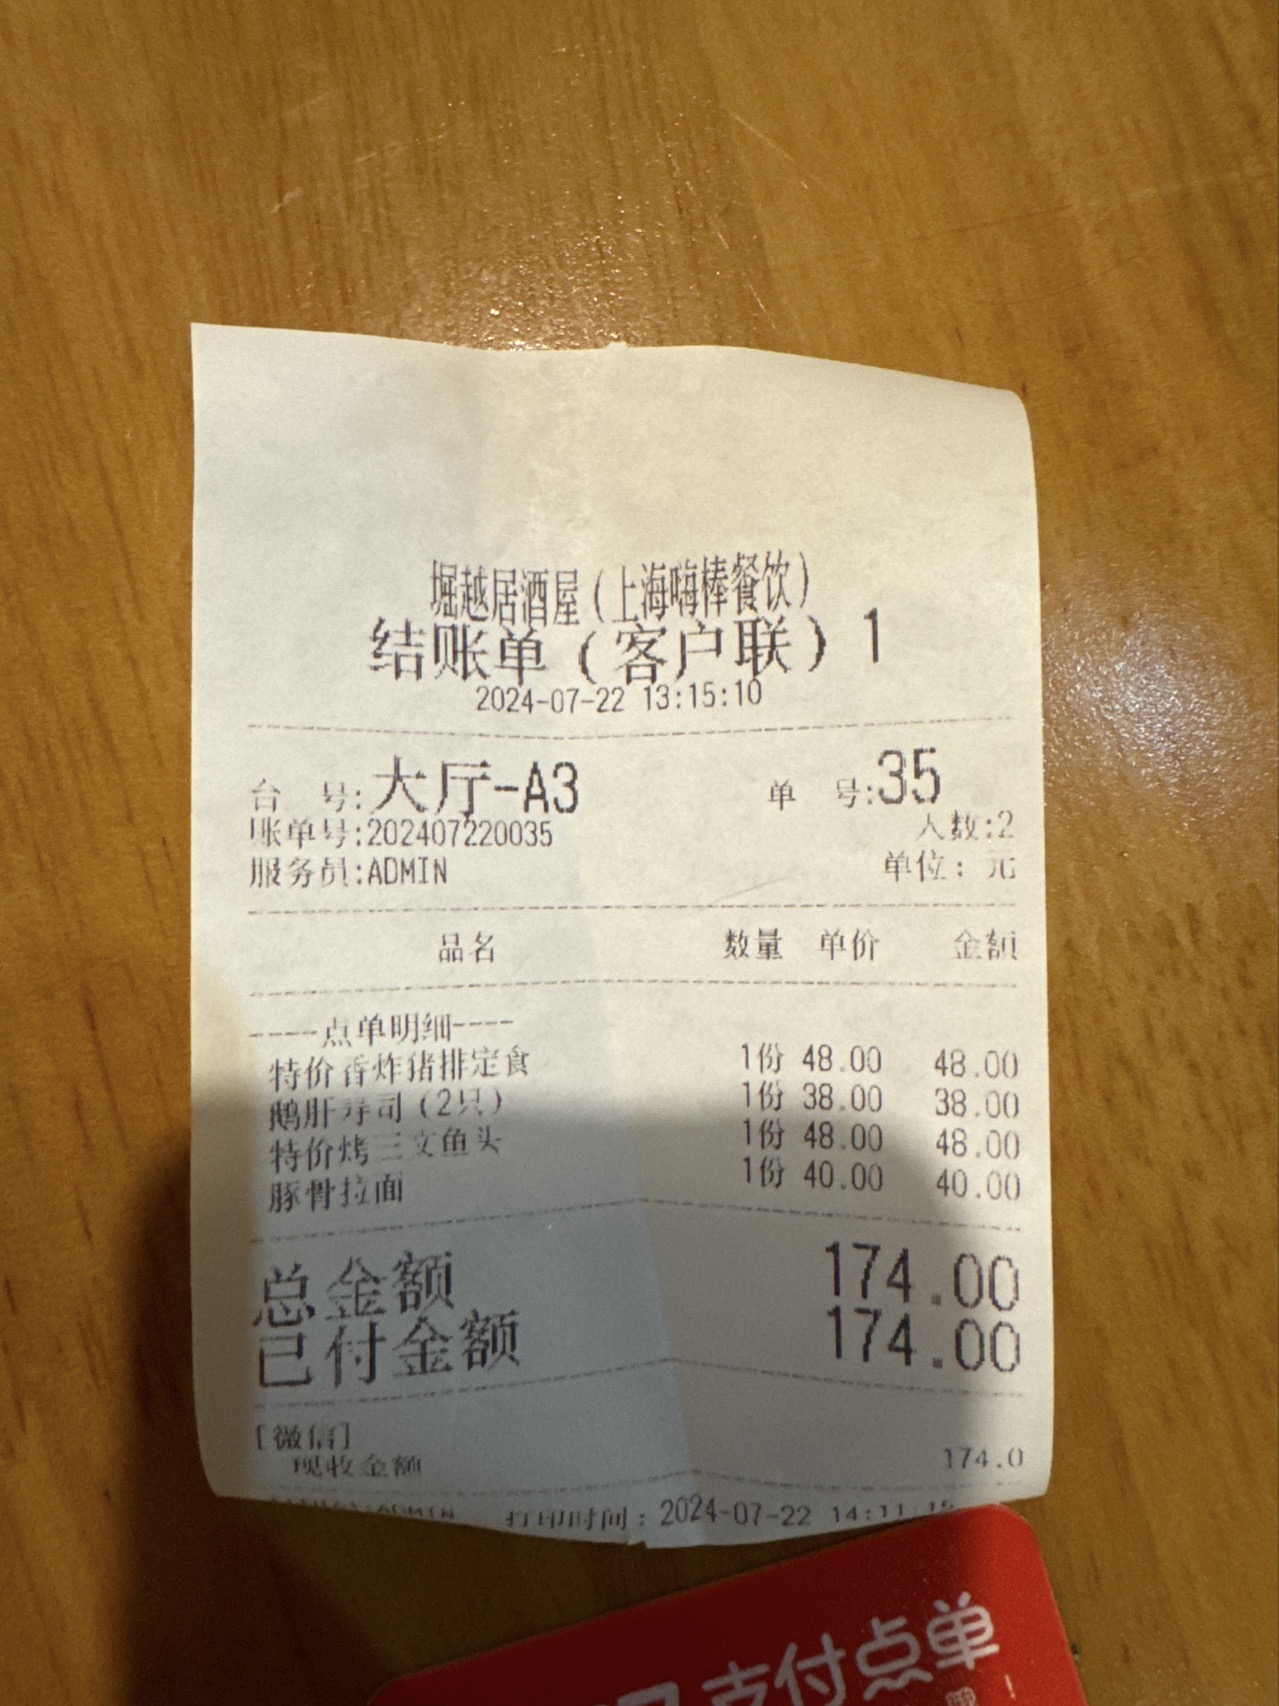 堀越居酒屋(上海嗨棒餐饮)
结账单(客户联)1
2024-07-22 13:15:10
台 号:大厅-A3 单 号:35
账单号:202407220035 人数:2
服务员:ADMIN 单位:元
品名 数量 单价 金额
----点单明细----
特价香炸猪排定食 1份 48.00 48.00
鹅肝寿司(2只) 1份 38.00 38.00
特价烤三文鱼头 1份 48.00 48.00
豚骨拉面 1份 40.00 40.00
总金额 174.00
已付金额 174.00
[微信]
现收金额 174.0
:ADMIN 打印时间:2024-07-22 14:11:
支付点单